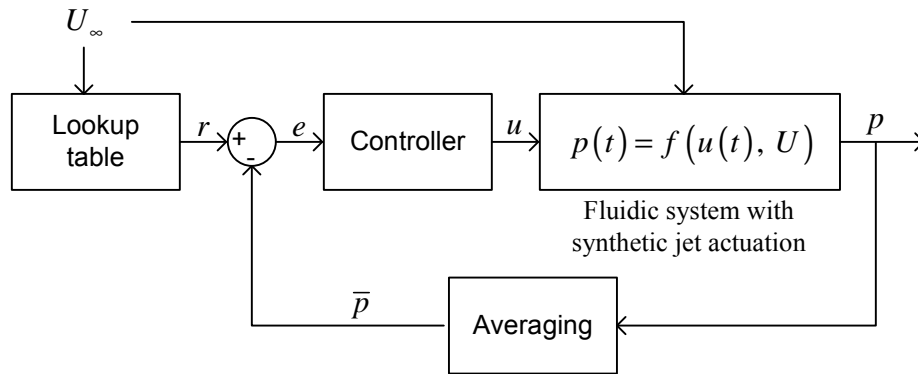 U∞
Lookup
table
r
+
-
e
Controller
u
p(t) = f(u(t), U)
p
Fluidic system with
synthetic jet actuation
p̅
Averaging